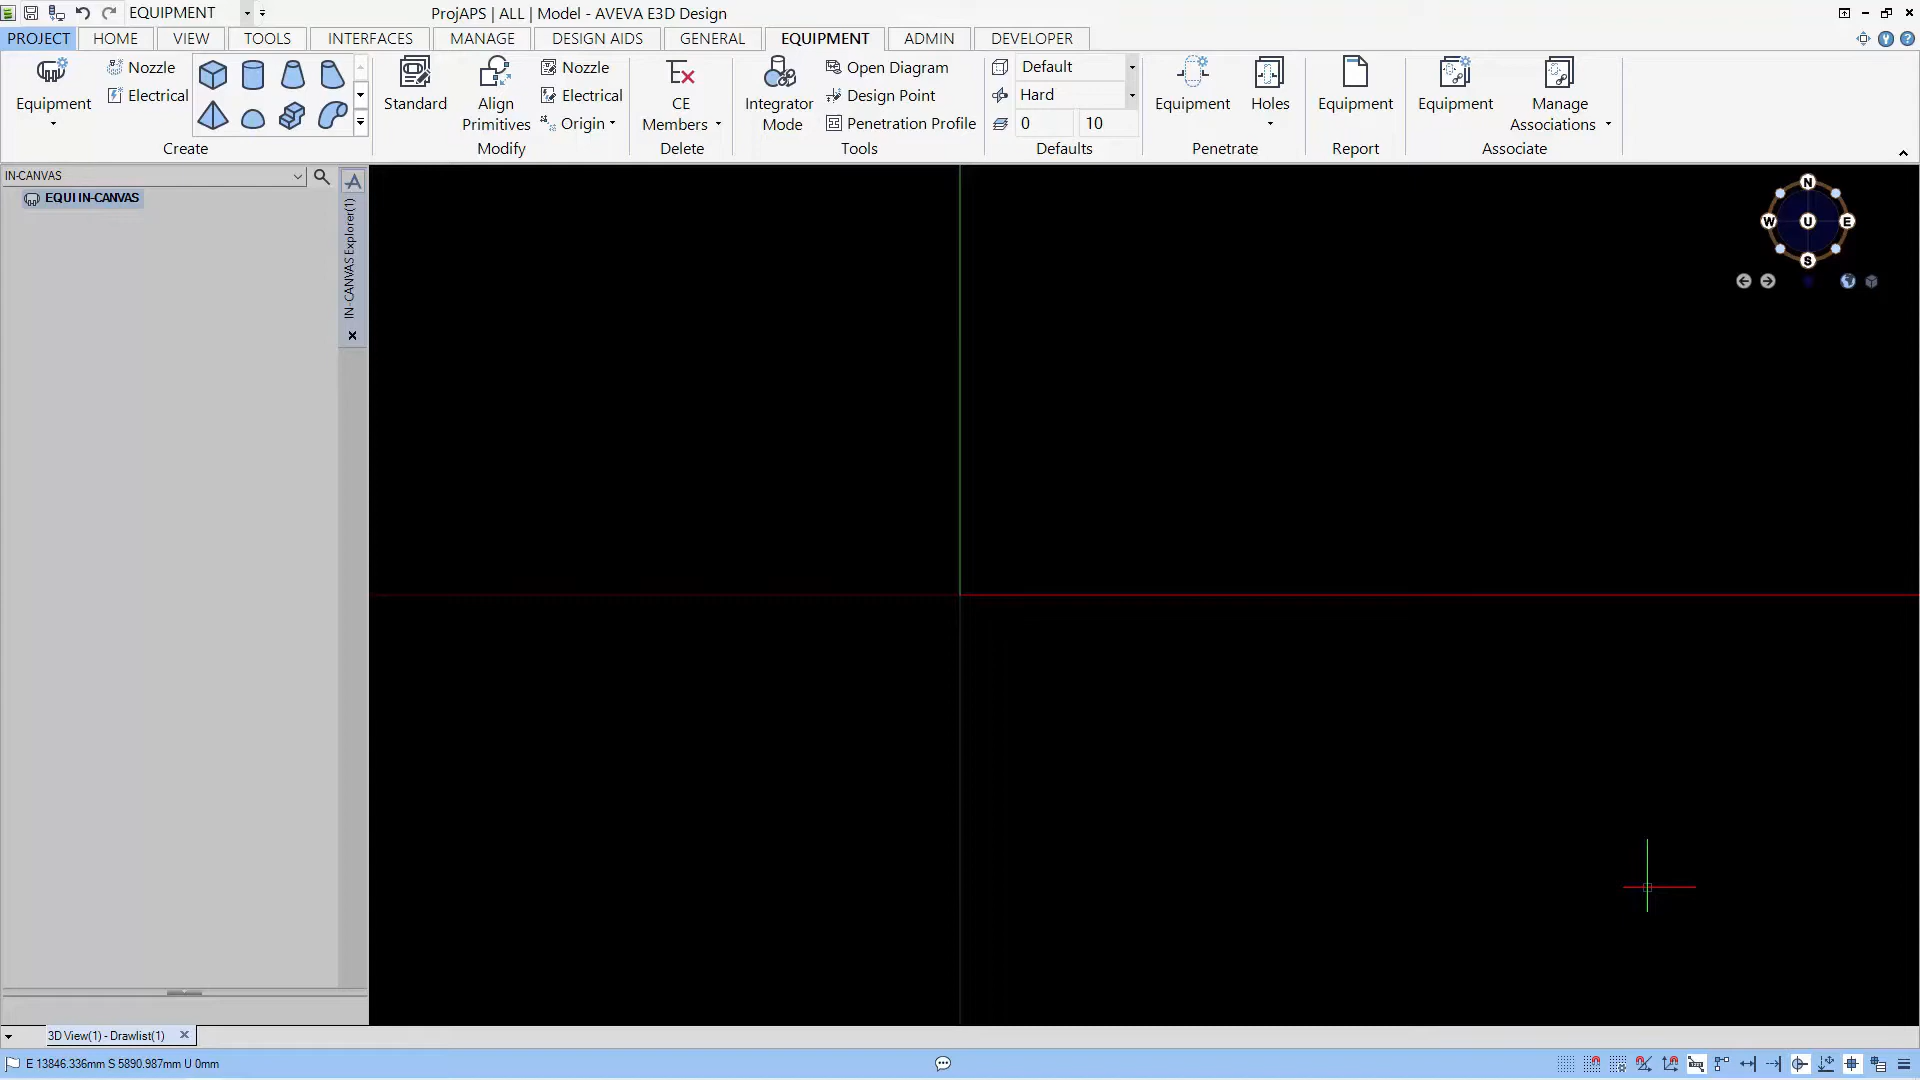 EQUIPMENT
ProjAPS | ALL | Model - AVEVA E3D Design
PROJECT HOME VIEW TOOLS INTERFACES MANAGE DESIGN AIDS GENERAL EQUIPMENT ADMIN DEVELOPER
Equipment
Nozzle
Electrical
Create
Standard
Align
Primitives
Nozzle
Electrical
Origin
Modify
CE
Members
Delete
Integrator
Mode
Open Diagram
Design Point
Penetration Profile
Tools
Default
Hard
0 10
Defaults
Equipment
Holes
Penetrate
Equipment
Report
Equipment
Manage
Associations
Associate
IN-CANVAS
EQUI IN-CANVAS
IN-CANVAS Explorer(1)
N
W U E
S
3D View(1) - Drawlist(1)
E 13846.336mm S 5890.987mm U 0mm